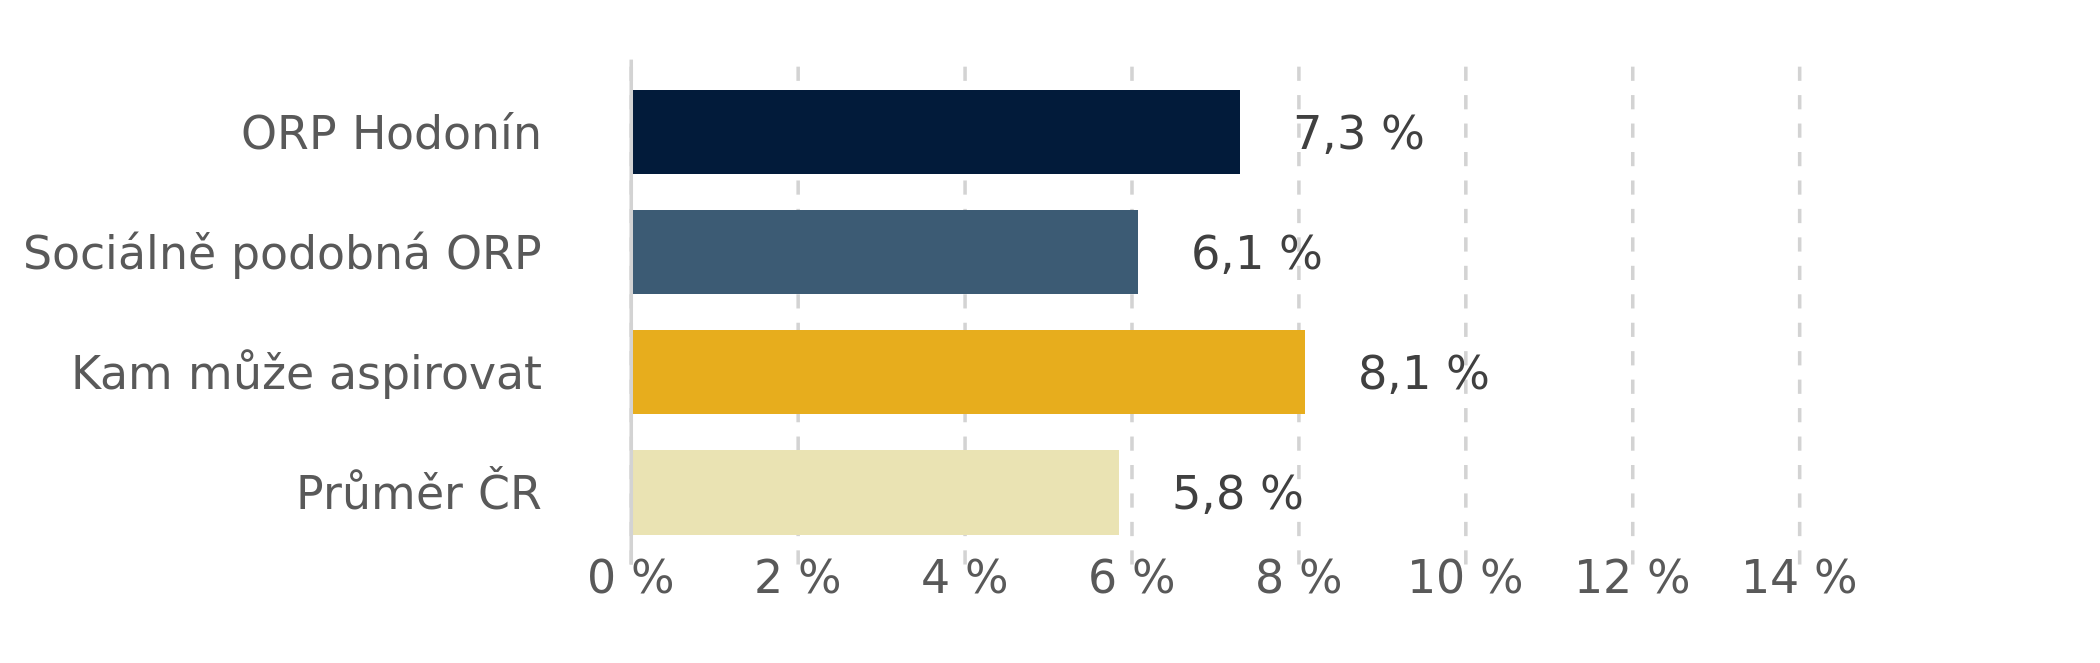 ORP Hodonín 7,3 %
Sociálně podobná ORP 6,1 %
Kam může aspirovat 8,1 %
Průměr ČR 5,8 %
0 % 2 % 4 % 6 % 8 % 10 % 12 % 14 %